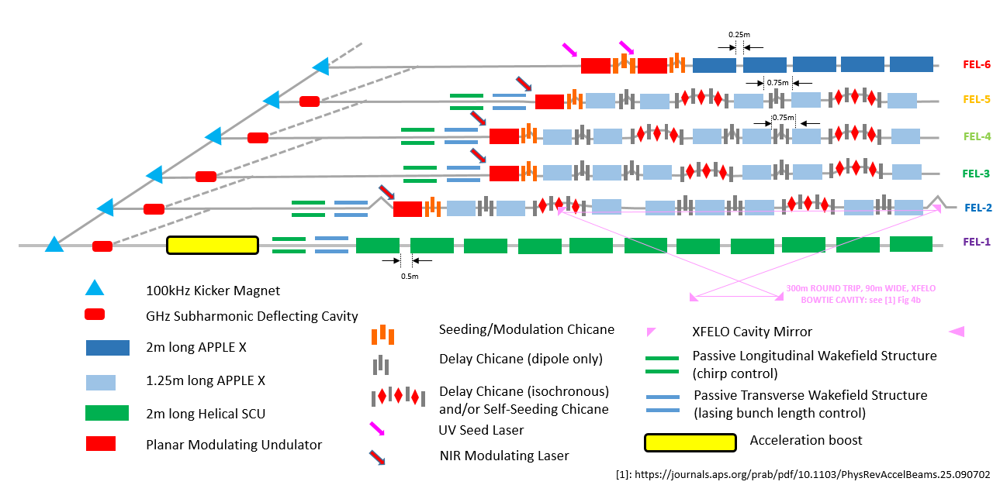 0.25m
FEL-6
0.75m
FEL-5
0.75m
FEL-4
FEL-3
FEL-2
FEL-1
0.5m
300m ROUND TRIP, 90m WIDE, XFELO
BOWTIE CAVITY: see [1] Fig 4b
100kHz Kicker Magnet
GHz Subharmonic Deflecting Cavity
2m long APPLE X
1.25m long APPLE X
2m long Helical SCU
Planar Modulating Undulator
Seeding/Modulation Chicane
Delay Chicane (dipole only)
Delay Chicane (isochronous)
and/or Self-Seeding Chicane
UV Seed Laser
NIR Modulating Laser
XFELO Cavity Mirror
Passive Longitudinal Wakefield Structure
(chirp control)
Passive Transverse Wakefield Structure
(lasing bunch length control)
Acceleration boost
[1]: https://journals.aps.org/prab/pdf/10.1103/PhysRevAccelBeams.25.090702